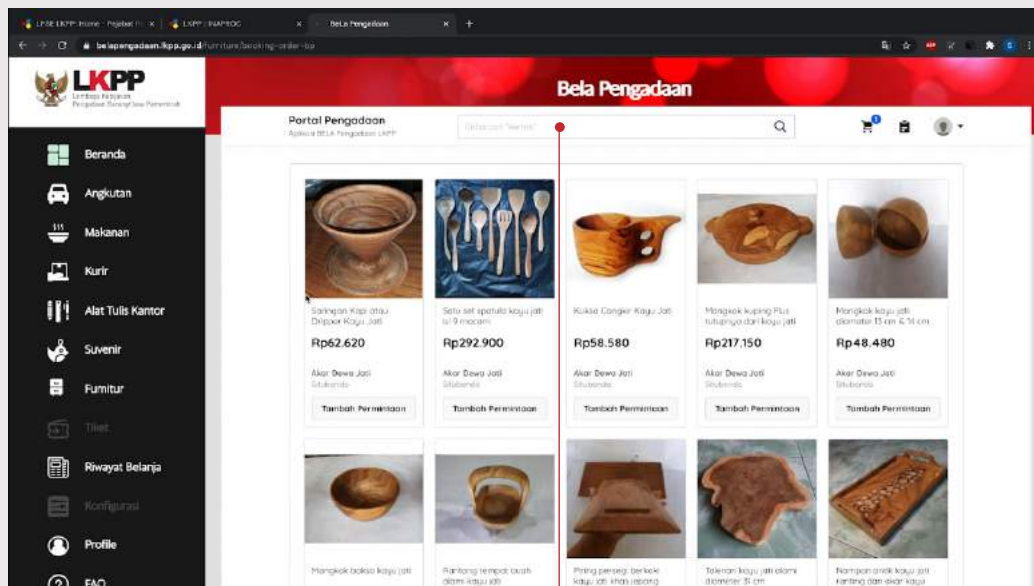 LKPP | INAPROC
BeLa Pengadaan
belapengadaan.lkpp.go.id/furniture/booking-order-bp
LKPP
Lembaga Kebijakan
Pengadaan Barang/Jasa Pemerintah
Bela Pengadaan
Portal Pengadaan
Aplikasi BELA Pengadaan LKPP
1
Beranda
Angkutan
Makanan
Kurir
Alat Tulis Kantor
Suvenir
Furnitur
Tiket
Riwayat Belanja
Konfigurasi
Profile
FAQ
Saringan Kopi atau
Dripper Kayu Jati
Rp62.620
Akar Dewa Jati
Situbondo
Tambah Permintaan
Satu set spatula kayu jati
isi 9 macam
Rp292.900
Akar Dewa Jati
Situbondo
Tambah Permintaan
Kuksa Cangkir Kayu Jati
Rp58.580
Akar Dewa Jati
Situbondo
Tambah Permintaan
Mangkok kuping Plus
tutupnya dari kayu jati
Rp217.150
Akar Dewa Jati
Situbondo
Tambah Permintaan
Mangkok kayu jati
diameter 13 cm & 14 cm
Rp48.480
Akar Dewa Jati
Situbondo
Tambah Permintaan
Mangkok bakso kayu jati
Rantang tempat buah
alami kayu jati
Piring persegi berkaki
kayu jati khas jepang
Talenan kayu jati alami
diameter 31 cm
Nampan antik kayu jati
ranting dan akar kayu